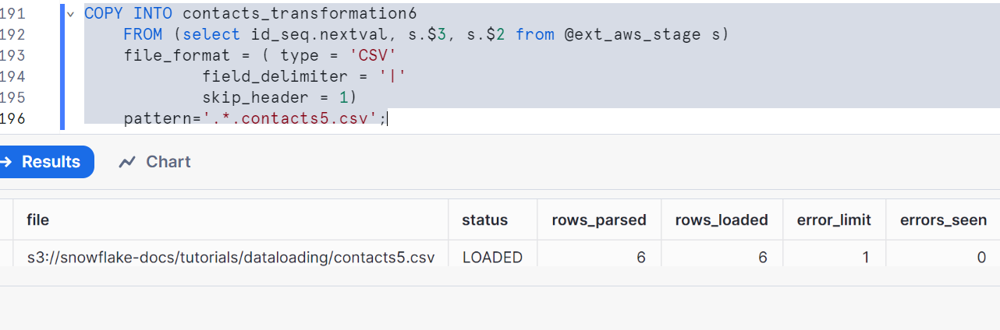 191 COPY INTO contacts_transformation6
192 FROM (select id_seq.nextval, s.$3, s.$2 from @ext_aws_stage s)
193 file_format = ( type = 'CSV'
194 field_delimiter = '|'
195 skip_header = 1)
196 pattern='.*.contacts5.csv';
Results Chart
file status rows_parsed rows_loaded error_limit errors_seen
s3://snowflake-docs/tutorials/dataloading/contacts5.csv LOADED 6 6 1 0